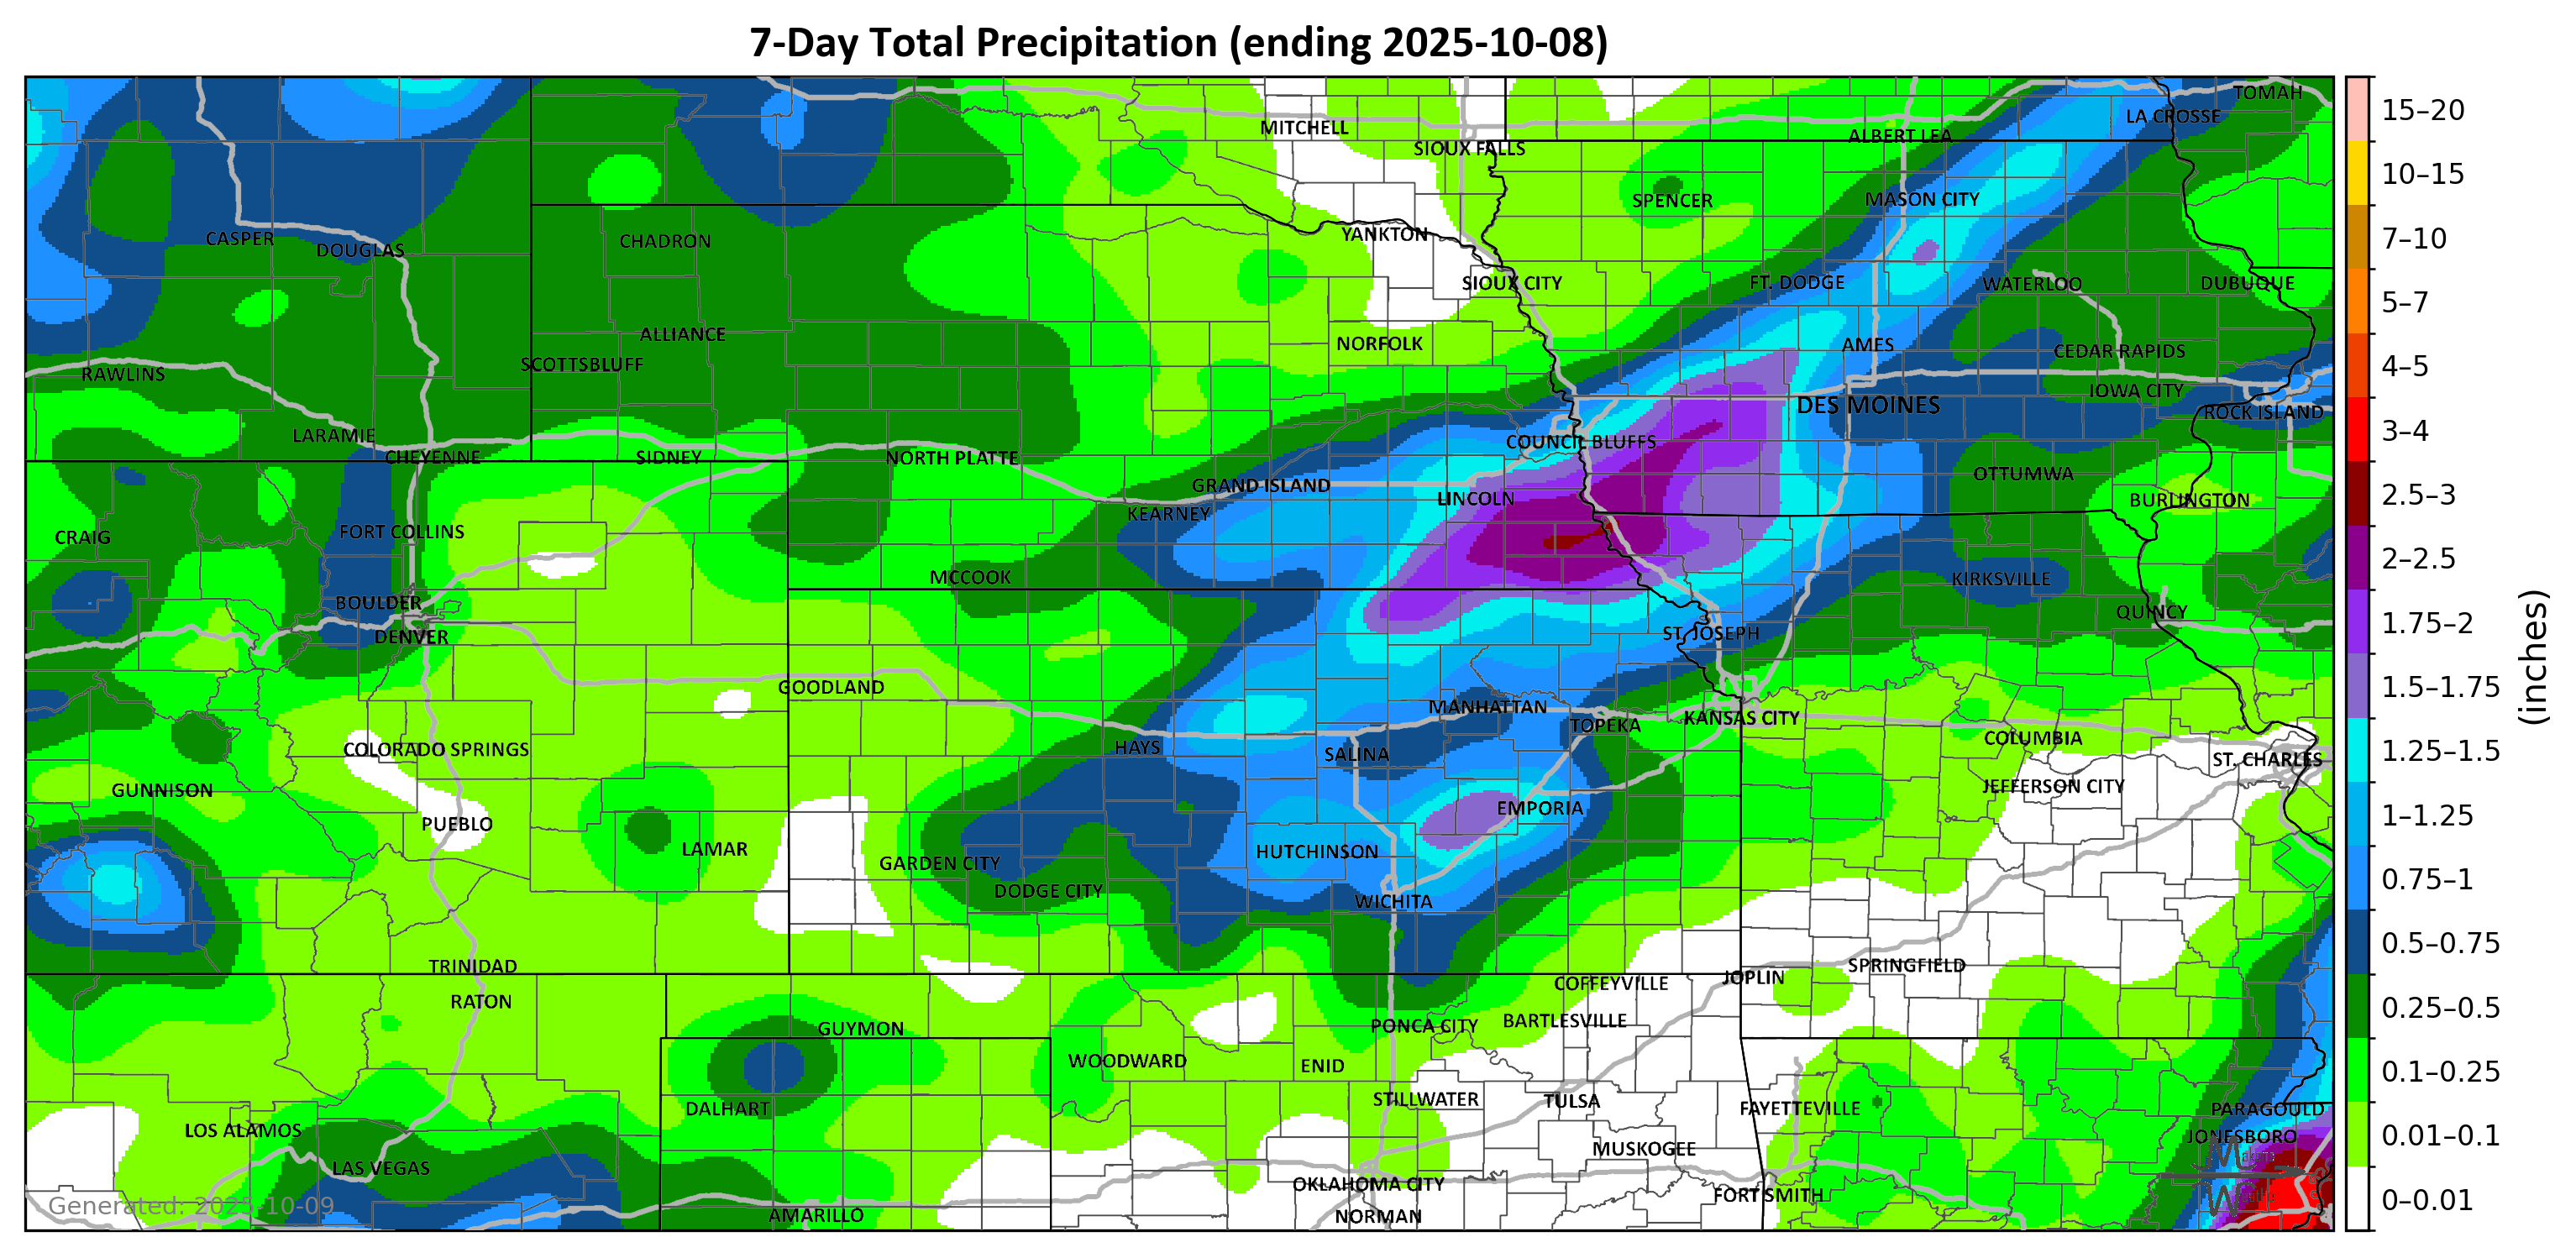 7-Day Total Precipitation (ending 2025-10-08)
TOMAH
LA CROSSE
MITCHELL
ALBERT LEA
SIOUX FALLS
MASON CITY
SPENCER
YANKTON
CASPER
CHADRON
DOUGLAS
SIOUX CITY
FT. DODGE
WATERLOO
DUBUQUE
ALLIANCE
NORFOLK
AMES
CEDAR RAPIDS
SCOTTSBLUFF
RAWLINS
IOWA CITY
DES MOINES
ROCK ISLAND
LARAMIE
COUNCIL BLUFFS
CHEYENNE
SIDNEY
NORTH PLATTE
OTTUMWA
GRAND ISLAND
LINCOLN
BURLINGTON
KEARNEY
FORT COLLINS
CRAIG
MCCOOK
KIRKSVILLE
BOULDER
QUINCY
DENVER
ST. JOSEPH
GOODLAND
MANHATTAN
KANSAS CITY
TOPEKA
COLUMBIA
COLORADO SPRINGS
HAYS
SALINA
ST. CHARLES
GUNNISON
JEFFERSON CITY
EMPORIA
PUEBLO
LAMAR
HUTCHINSON
GARDEN CITY
DODGE CITY
WICHITA
TRINIDAD
SPRINGFIELD
JOPLIN
COFFEYVILLE
RATON
BARTLESVILLE
GUYMON
PONCA CITY
WOODWARD
ENID
STILLWATER
TULSA
DALHART
FAYETTEVILLE
PARAGOULD
LOS ALAMOS
JONESBORO
MUSKOGEE
LAS VEGAS
OKLAHOMA CITY
FORT SMITH
Generated: 2025-10-09
AMARILLO
NORMAN
15–20
10–15
7–10
5–7
4–5
3–4
2.5–3
2–2.5
1.75–2
1.5–1.75
1.25–1.5
1–1.25
0.75–1
0.5–0.75
0.25–0.5
0.1–0.25
0.01–0.1
0–0.01
(inches)